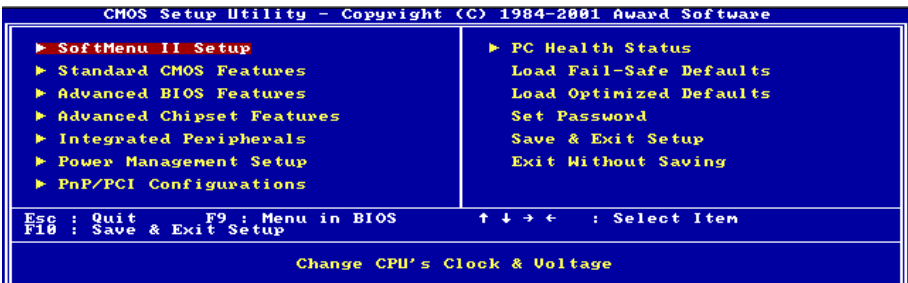 CMOS Setup Utility - Copyright (C) 1984-2001 Award Software
► SoftMenu II Setup
► Standard CMOS Features
► Advanced BIOS Features
► Advanced Chipset Features
► Integrated Peripherals
► Power Management Setup
► PnP/PCI Configurations
► PC Health Status
Load Fail-Safe Defaults
Load Optimized Defaults
Set Password
Save & Exit Setup
Exit Without Saving
Esc : Quit F9 : Menu in BIOS ↑ ↓ → ← : Select Item
F10 : Save & Exit Setup
Change CPU's Clock & Voltage